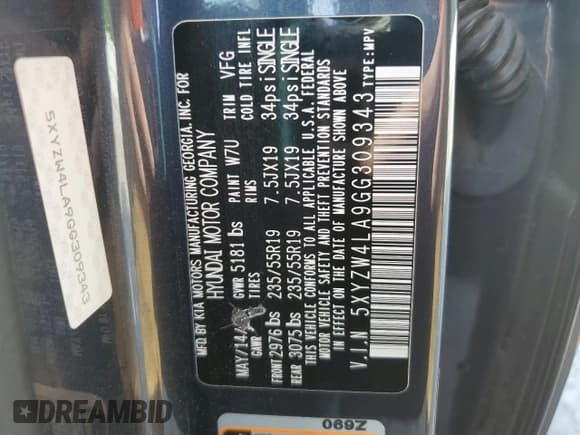 MFD.BY KIA MOTORS MANUFACTURING GEORGIA, INC. FOR
HYUNDAI MOTOR COMPANY
MAY/14/ GVWR 5181 lbs PAINT W7U TRIM VFG
GAWR TIRES RIMS COLD TIRE INFL
FRONT 2976 lbs 235/55R19 7.5JX19 34psi SINGLE
REAR 3075 lbs 235/55R19 7.5JX19 34psi SINGLE
THIS VEHICLE CONFORMS TO ALL APPLICABLE U.S.A. FEDERAL
MOTOR VEHICLE SAFETY AND THEFT PREVENTION STANDARDS
IN EFFECT ON THE DATE OF MANUFACTURE SHOWN ABOVE
V.I.N 5XYZW4LA9GG309343 TYPE:MPV
5XYZW4LA9GG309343
Z690
DREAMBID